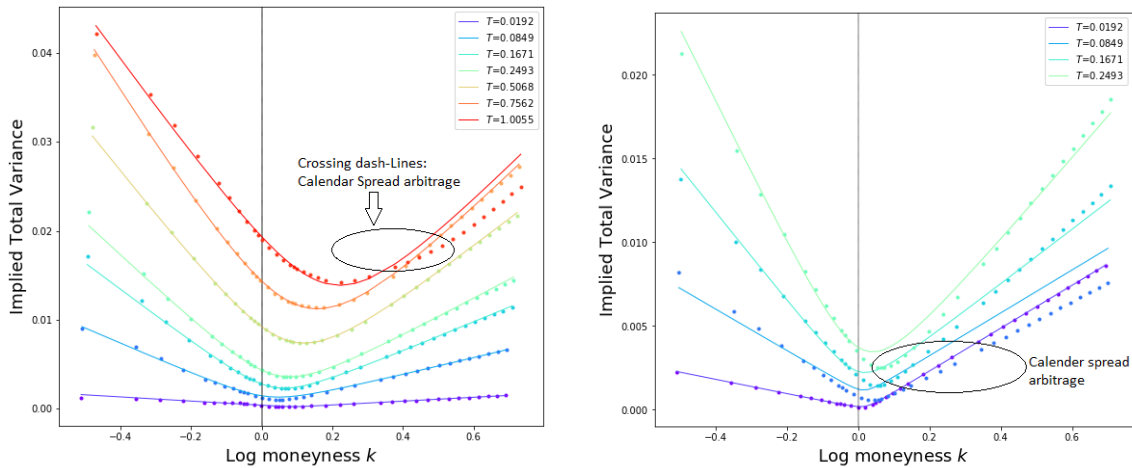 T=0.0192
T=0.0849
T=0.1671
T=0.2493
T=0.5068
T=0.7562
T=1.0055
Crossing dash-Lines:
Calendar Spread arbitrage
Implied Total Variance
0.04
0.03
0.02
0.01
0.00
−0.4
−0.2
0.0
0.2
0.4
0.6
Log moneyness k
T=0.0192
T=0.0849
T=0.1671
T=0.2493
Calender spread
arbitrage
Implied Total Variance
0.020
0.015
0.010
0.005
0.000
−0.4
−0.2
0.0
0.2
0.4
0.6
Log moneyness k